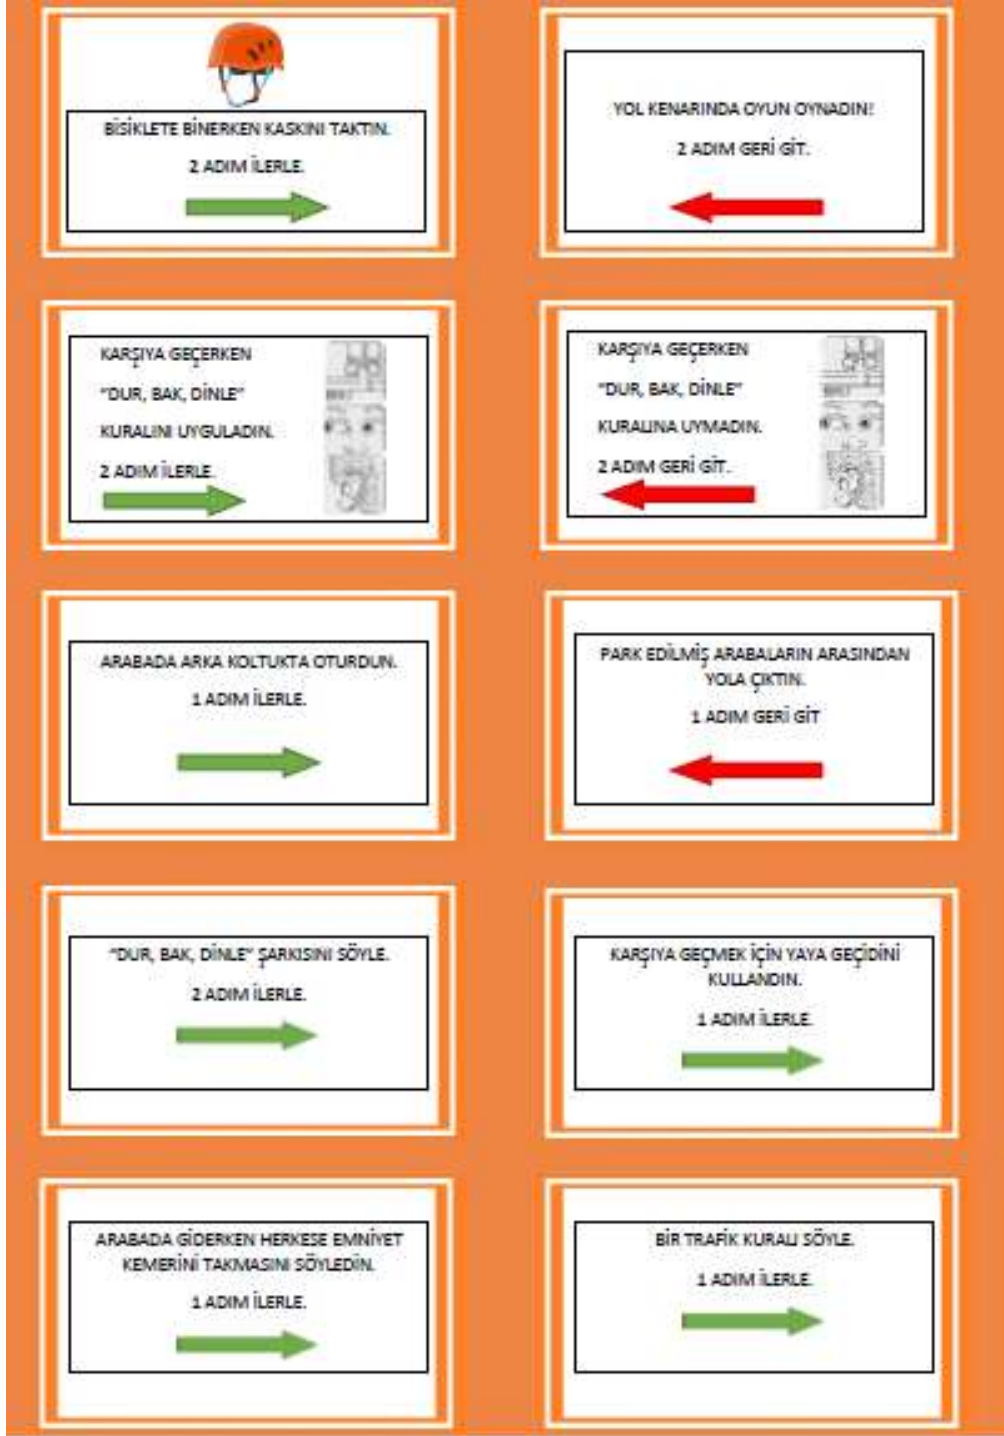 BİSİKLETE BİNERKEN KASKINI TAKTIN.
2 ADIM İLERLE.
YOL KENARINDA OYUN OYNADIN!
2 ADIM GERİ GİT.
KARŞIYA GEÇERKEN
“DUR, BAK, DİNLE”
KURALINI UYGULADIN.
2 ADIM İLERLE.
KARŞIYA GEÇERKEN
“DUR, BAK, DİNLE”
KURALINA UYMADIN.
2 ADIM GERİ GİT.
ARABADA ARKA KOLTUKTA OTURDUN.
1 ADIM İLERLE.
PARK EDİLMİŞ ARABALARIN ARASINDAN
YOLA ÇIKTIN.
1 ADIM GERİ GİT
“DUR, BAK, DİNLE” ŞARKISINI SÖYLE.
2 ADIM İLERLE.
KARŞIYA GEÇMEK İÇİN YAYA GEÇİDİNİ
KULLANDIN.
1 ADIM İLERLE.
ARABADA GİDERKEN HERKESE EMNİYET
KEMERİNİ TAKMASINI SÖYLEDİN.
1 ADIM İLERLE.
BİR TRAFİK KURALI SÖYLE.
1 ADIM İLERLE.